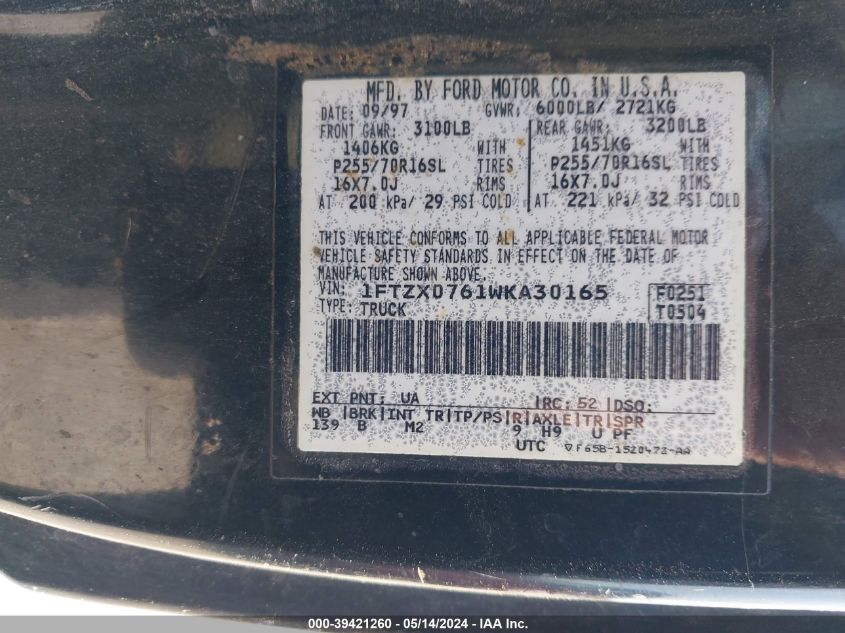 MFD. BY FORD MOTOR CO. IN U.S.A.
DATE: 09/97 GVWR: 6000LB/ 2721KG
FRONT GAWR: 3100LB REAR GAWR: 3200LB
1406KG WITH 1451KG WITH
P255/70R16SL TIRES P255/70R16SL TIRES
16X7.0J RIMS 16X7.0J RIMS
AT 200 kPa/ 29 PSI COLD AT 221 kPa/ 32 PSI COLD
THIS VEHICLE CONFORMS TO ALL APPLICABLE FEDERAL MOTOR
VEHICLE SAFETY STANDARDS IN EFFECT ON THE DATE OF
MANUFACTURE SHOWN ABOVE.
VIN: 1FTZX0761WKA30165 F0251
TYPE: TRUCK T0504
EXT PNT: UA |RC: 52 |DSO:
WB |BRK|INT TR|TP/PS|R|AXLE|TR|SPR
139 B M2 9 H9 U PF
UTC ▽F65B-1520472-AA
000-39421260 - 05/14/2024 - IAA Inc.